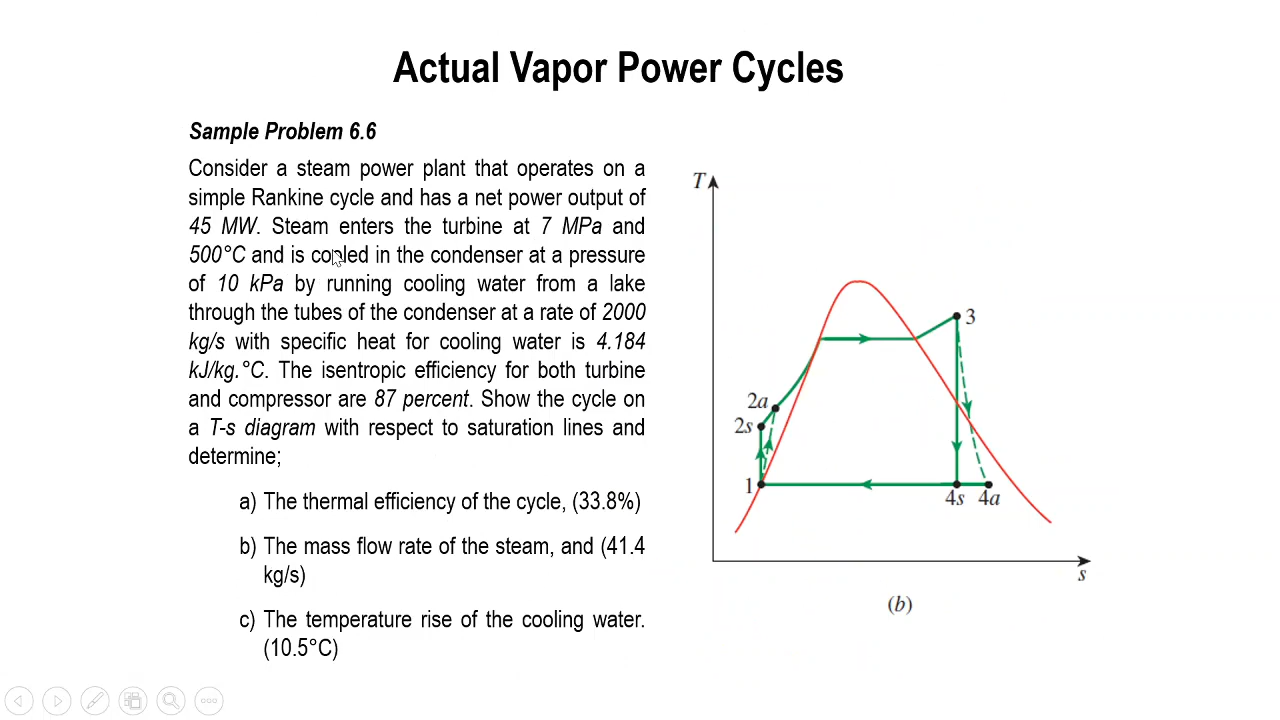 Actual Vapor Power Cycles
Sample Problem 6.6
Consider a steam power plant that operates on a
simple Rankine cycle and has a net power output of
45 MW. Steam enters the turbine at 7 MPa and
500°C and is cooled in the condenser at a pressure
of 10 kPa by running cooling water from a lake
through the tubes of the condenser at a rate of 2000
kg/s with specific heat for cooling water is 4.184
kJ/kg.°C. The isentropic efficiency for both turbine
and compressor are 87 percent. Show the cycle on
a T-s diagram with respect to saturation lines and
determine;
a) The thermal efficiency of the cycle, (33.8%)
b) The mass flow rate of the steam, and (41.4
kg/s)
c) The temperature rise of the cooling water.
(10.5°C)
T
3
2a
2s
1
4s 4a
s
(b)